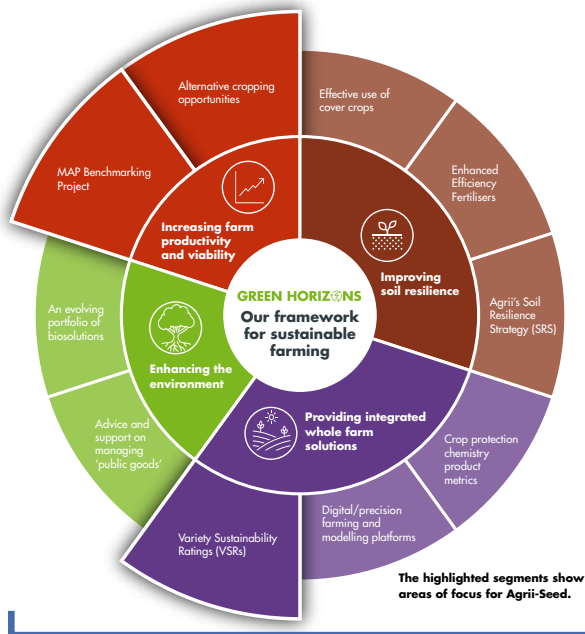 Alternative cropping
opportunities
Effective use of
cover crops
MAP Benchmarking
Project
Enhanced
Efficiency
Fertilisers
Increasing farm
productivity
and viability
Improving
soil resilience
GREEN HORIZONS
Our framework
for sustainable
farming
An evolving
portfolio of
biosolutions
Agrii's Soil
Resilience
Strategy (SRS)
Enhancing the
environment
Providing integrated
whole farm
solutions
Advice and
support on
managing
'public goods'
Crop protection
chemistry
product
metrics
Variety Sustainability
Ratings (VSRs)
Digital/precision
farming and
modelling platforms
The highlighted segments show
areas of focus for Agrii-Seed.